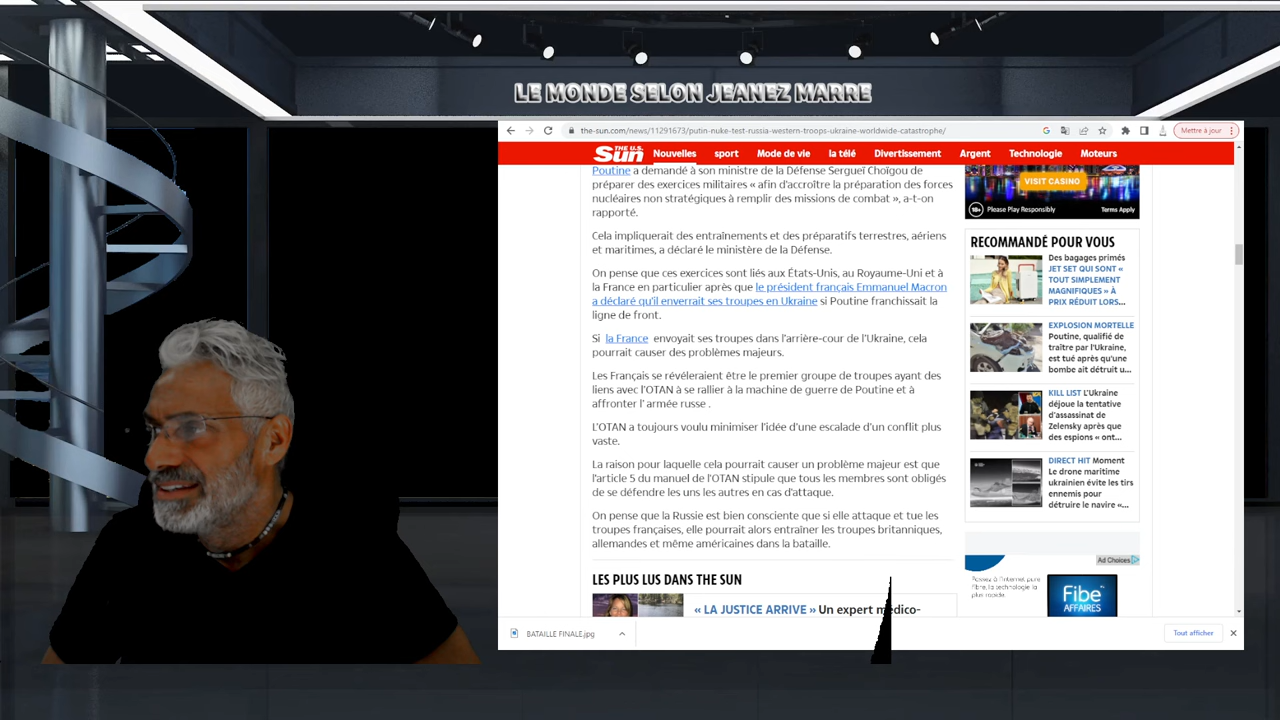 LE MONDE SELON JEANEZ MARRE
the-sun.com/news/11291673/putin-nuke-test-russia-western-troops-ukraine-worldwide-catastrophe/
Mettre à jour
THE U.S. Sun
Nouvelles sport Mode de vie la télé Divertissement Argent Technologie Moteurs
Poutine a demandé à son ministre de la Défense Sergueï Choïgou de
préparer des exercices militaires « afin d'accroître la préparation des forces
nucléaires non stratégiques à remplir des missions de combat », a-t-on
rapporté.
Cela impliquerait des entraînements et des préparatifs terrestres, aériens
et maritimes, a déclaré le ministère de la Défense.
On pense que ces exercices sont liés aux États-Unis, au Royaume-Uni et à
la France en particulier après que le président français Emmanuel Macron
a déclaré qu'il enverrait ses troupes en Ukraine si Poutine franchissait la
ligne de front.
Si la France envoyait ses troupes dans l'arrière-cour de l'Ukraine, cela
pourrait causer des problèmes majeurs.
Les Français se révéleraient être le premier groupe de troupes ayant des
liens avec l'OTAN à se rallier à la machine de guerre de Poutine et à
affronter l' armée russe .
L'OTAN a toujours voulu minimiser l'idée d'une escalade d'un conflit plus
vaste.
La raison pour laquelle cela pourrait causer un problème majeur est que
l'article 5 du manuel de l'OTAN stipule que tous les membres sont obligés
de se défendre les uns les autres en cas d'attaque.
On pense que la Russie est bien consciente que si elle attaque et tue les
troupes françaises, elle pourrait alors entraîner les troupes britanniques,
allemandes et même américaines dans la bataille.
LES PLUS LUS DANS THE SUN
« LA JUSTICE ARRIVE » Un expert médico-
VISIT CASINO
18+ Please Play Responsibly Terms Apply
RECOMMANDÉ POUR VOUS
Des bagages primés
JET SET QUI SONT «
TOUT SIMPLEMENT
MAGNIFIQUES » À
PRIX RÉDUIT LORS...
EXPLOSION MORTELLE
Poutine, qualifié de
traître par l'Ukraine,
est tué après qu'une
bombe ait détruit u...
KILL LIST L'Ukraine
déjoue la tentative
d'assassinat de
Zelensky après que
des espions « ont...
DIRECT HIT Moment
Le drone maritime
ukrainien évite les tirs
ennemis pour
détruire le navire «...
Ad Choices
Passez à l'internet pure
fibre, la technologie la
plus rapide.
Fibe
AFFAIRES
BATAILLE FINALE.jpg
Tout afficher